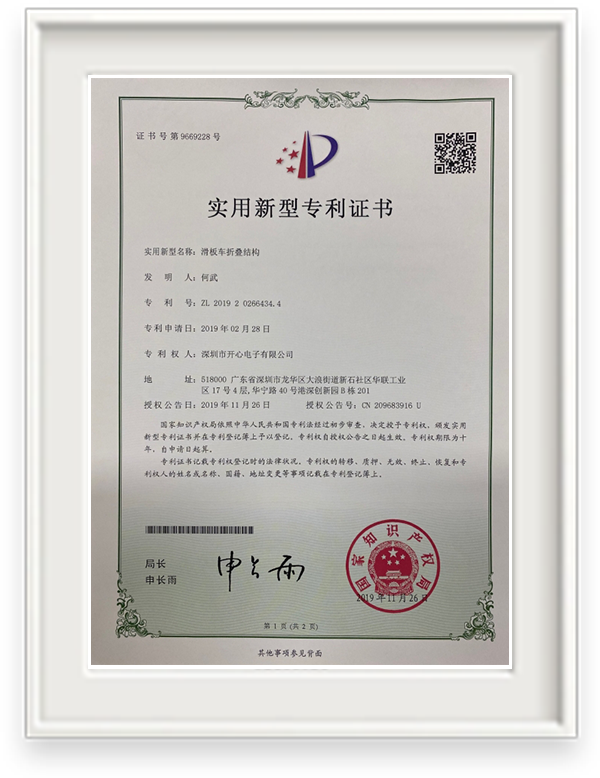 证书号第9669228号
实用新型专利证书
实用新型名称：滑板车折叠结构
发明人：何武
专利号：ZL 2019 2 0266434.4
专利申请日：2019年02月28日
专利权人：深圳市开心电子有限公司
地址：518000 广东省深圳市龙华区大浪街道新石社区华联工业
区17号4层,华宁路40号港深创新园B栋201
授权公告日：2019年11月26日 授权公告号：CN 209683916 U
国家知识产权局依照中华人民共和国专利法经过初步审查，决定授予专利权，颁发实用
新型专利证书并在专利登记簿上予以登记。专利权自授权公告之日起生效。专利权期限为十
年，自申请日起算。
专利证书记载专利权登记时的法律状况。专利权的转移、质押、无效、终止、恢复和专
利权人的姓名或名称、国籍、地址变更等事项记载在专利登记簿上。
局长
申长雨
申长雨
国家知识产权局
2019年11月26日
第1页(共2页)
其他事项参见背面